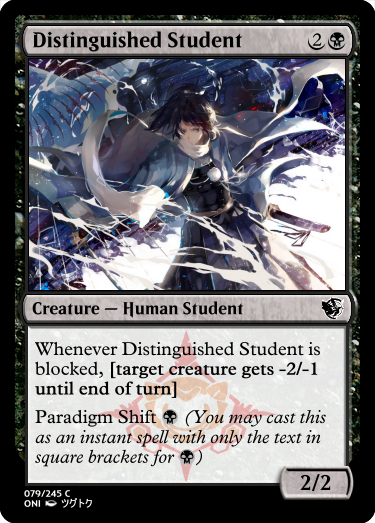 Distinguished Student 2
Creature — Human Student
Whenever Distinguished Student is
blocked, [target creature gets -2/-1
until end of turn]
Paradigm Shift (You may cast this
as an instant spell with only the text in
square brackets for )
2/2
079/245 C
ONI ツグトク